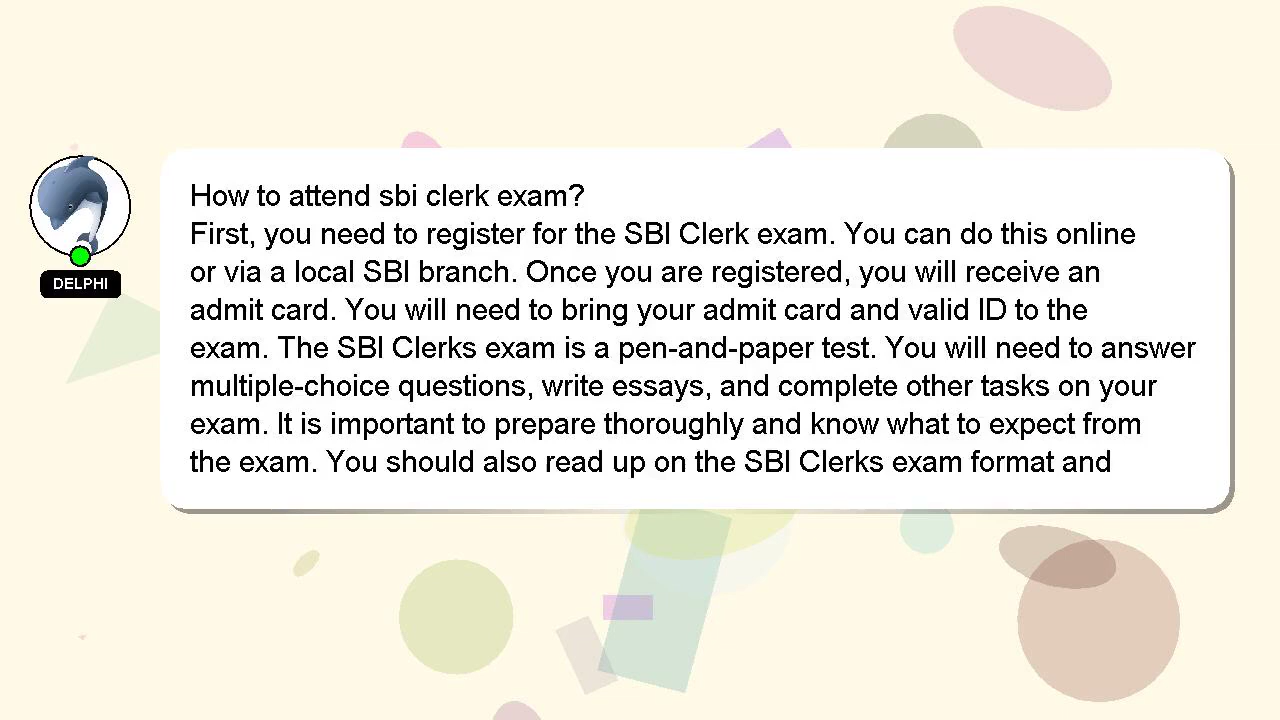 How to attend sbi clerk exam?
First, you need to register for the SBI Clerk exam. You can do this online
or via a local SBI branch. Once you are registered, you will receive an
admit card. You will need to bring your admit card and valid ID to the
exam. The SBI Clerks exam is a pen-and-paper test. You will need to answer
multiple-choice questions, write essays, and complete other tasks on your
exam. It is important to prepare thoroughly and know what to expect from
the exam. You should also read up on the SBI Clerks exam format and
DELPHI